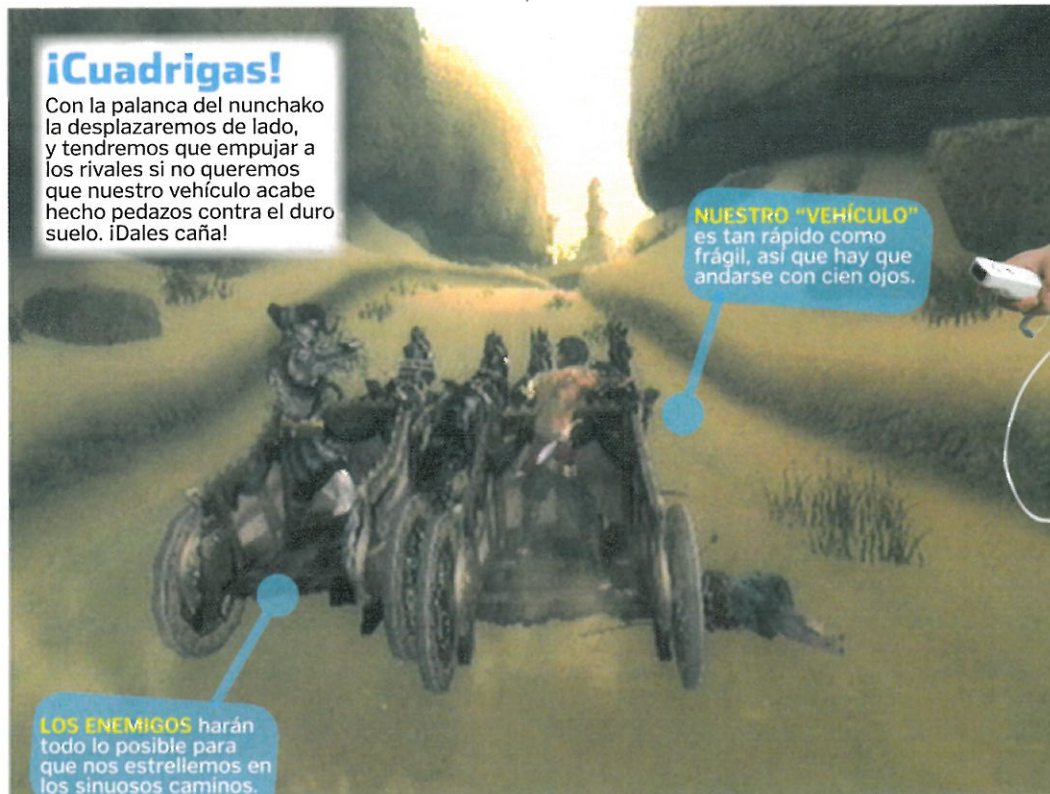 ¡Cuadrigas!
Con la palanca del nunchako
la desplazaremos de lado,
y tendremos que empujar a
los rivales si no queremos
que nuestro vehículo acabe
hecho pedazos contra el duro
suelo. ¡Dales caña!
NUESTRO “VEHÍCULO”
es tan rápido como
frágil, así que hay que
andarse con cien ojos.
LOS ENEMIGOS harán
todo lo posible para
que nos estrellemos en
los sinuosos caminos.